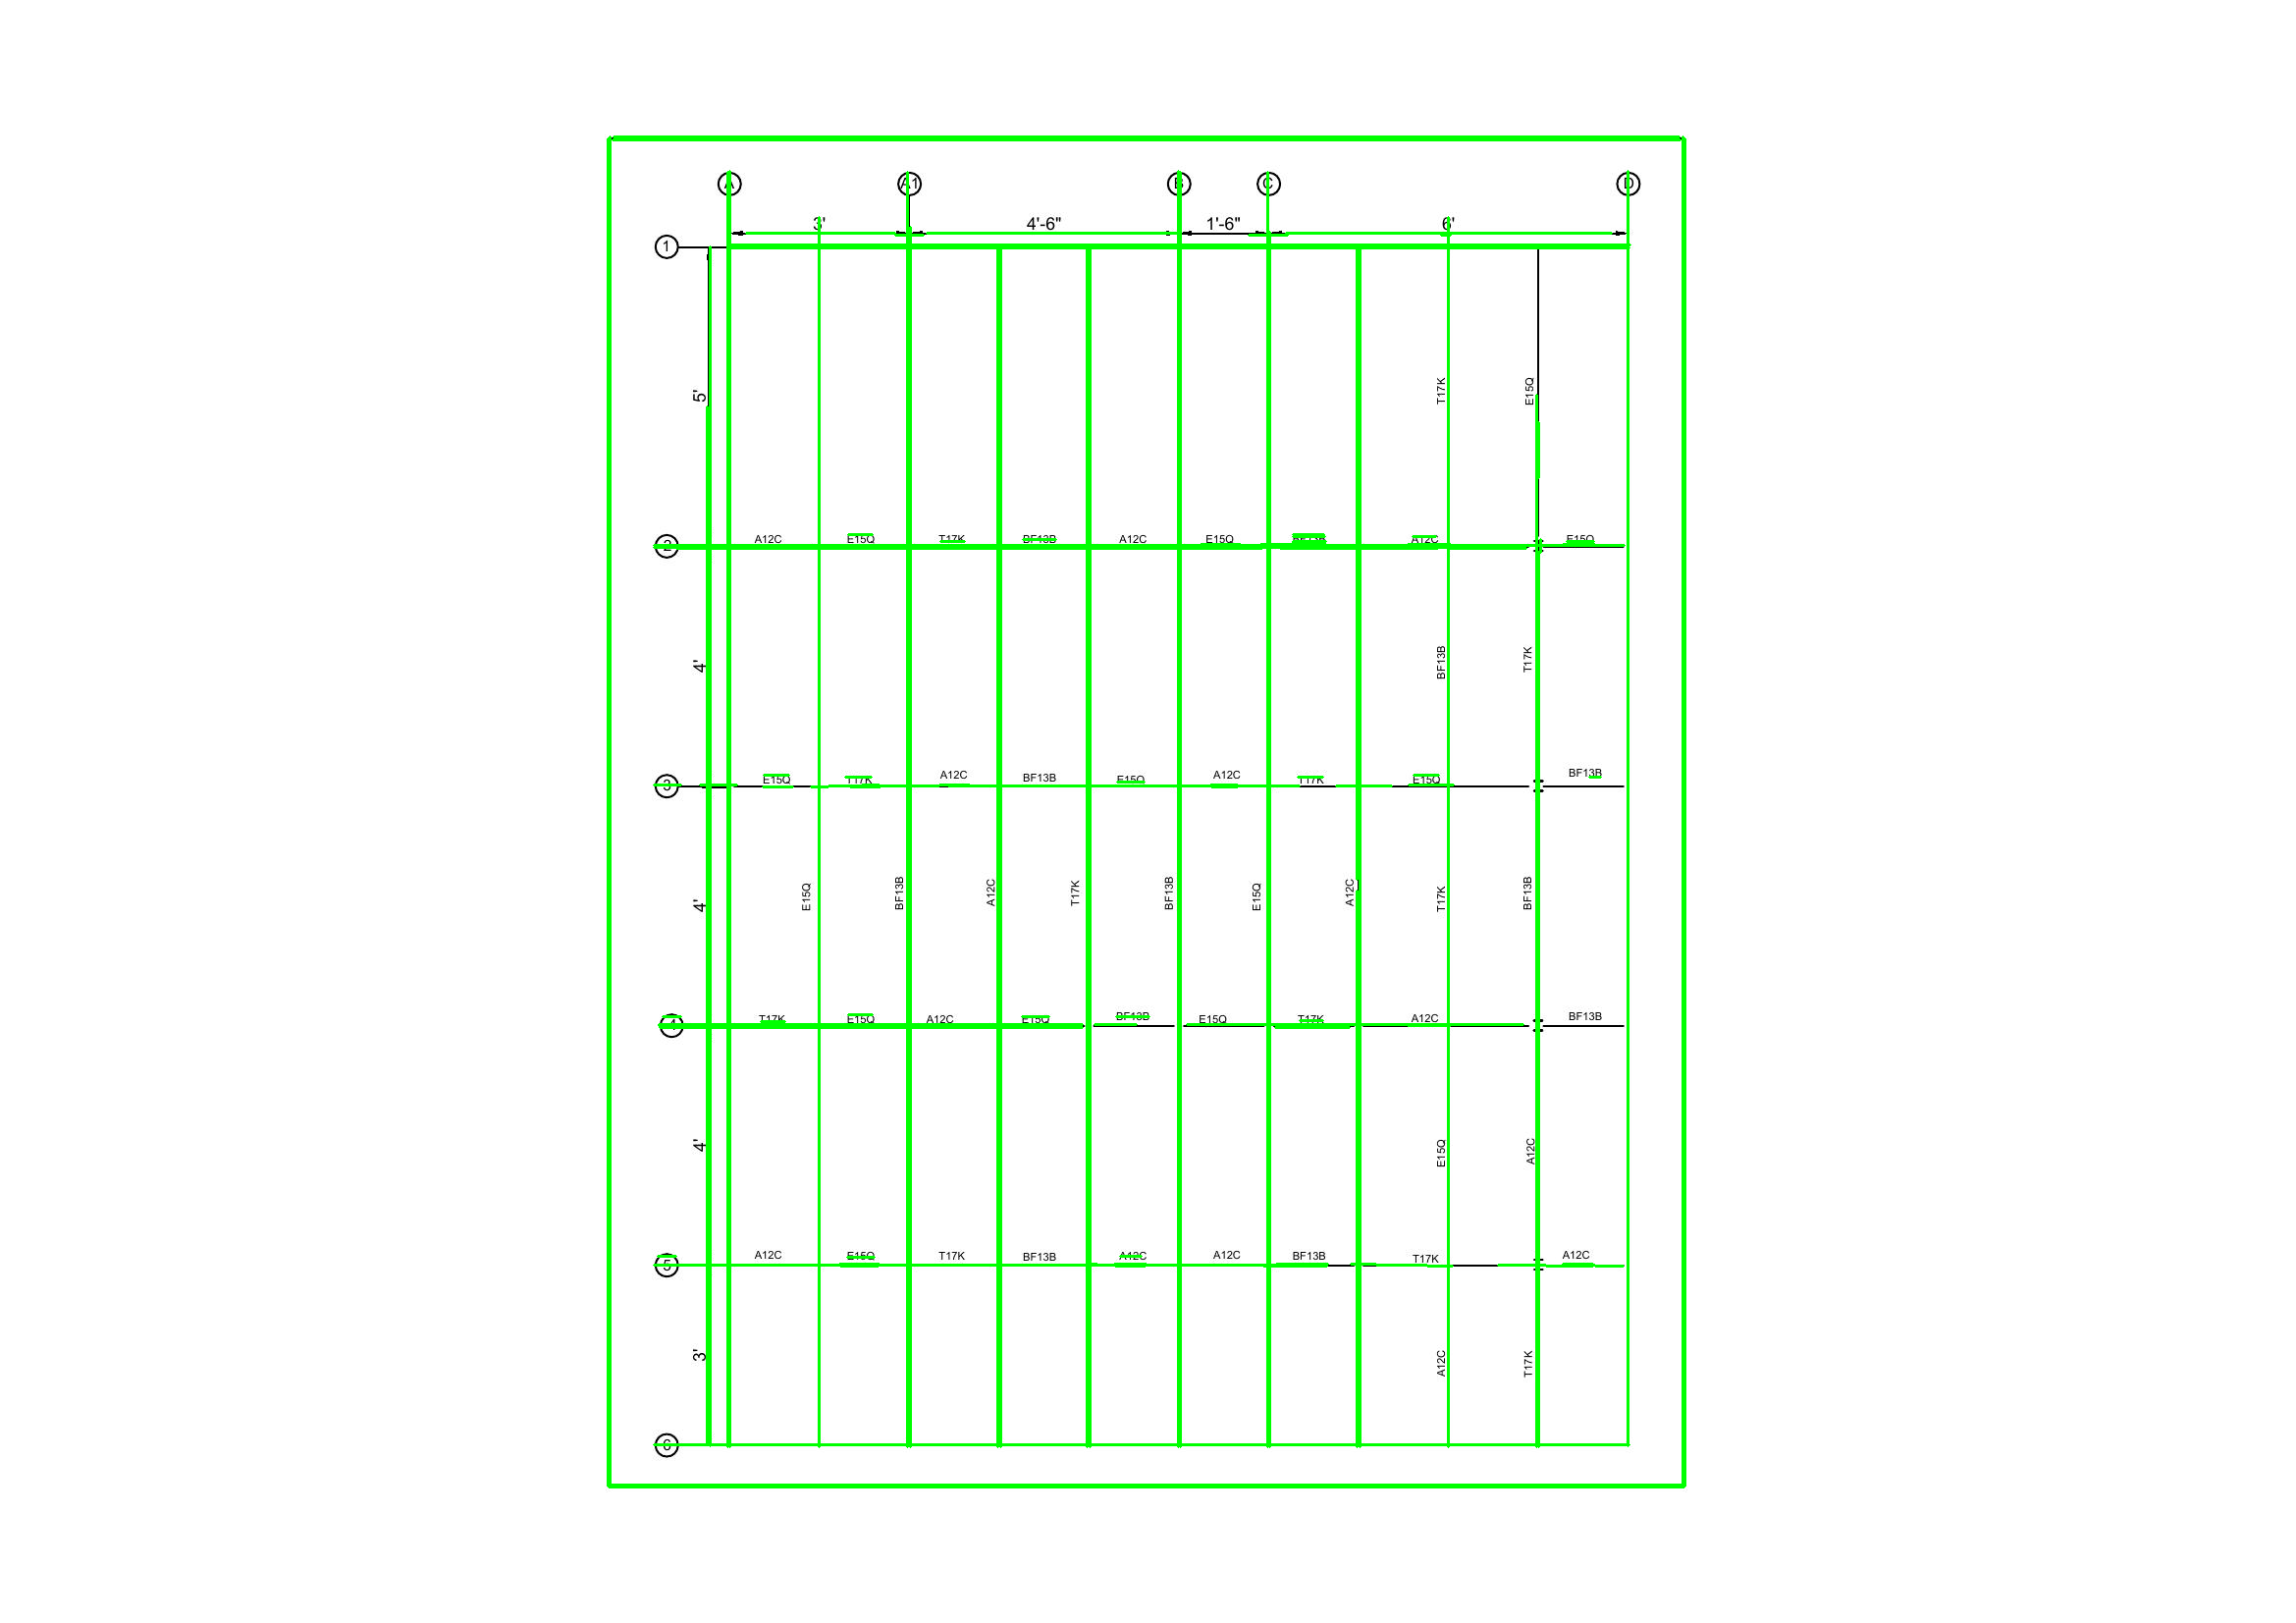 A A1 B C D
3' 4'-6" 1'-6" 6'
1
5' T17K E15Q
2 A12C E15Q T17K BF13B A12C E15Q BF13B A12C E15Q
4' BF13B T17K
3 E15Q T17K A12C BF13B E15Q A12C T17K E15Q BF13B
4' E15Q BF13B A12C T17K BF13B E15Q A12C T17K BF13B
4 T17K E15Q A12C E15Q BF13B E15Q T17K A12C BF13B
4' E15Q A12C
5 A12C E15Q T17K BF13B A12C A12C BF13B T17K A12C
3' A12C T17K
6